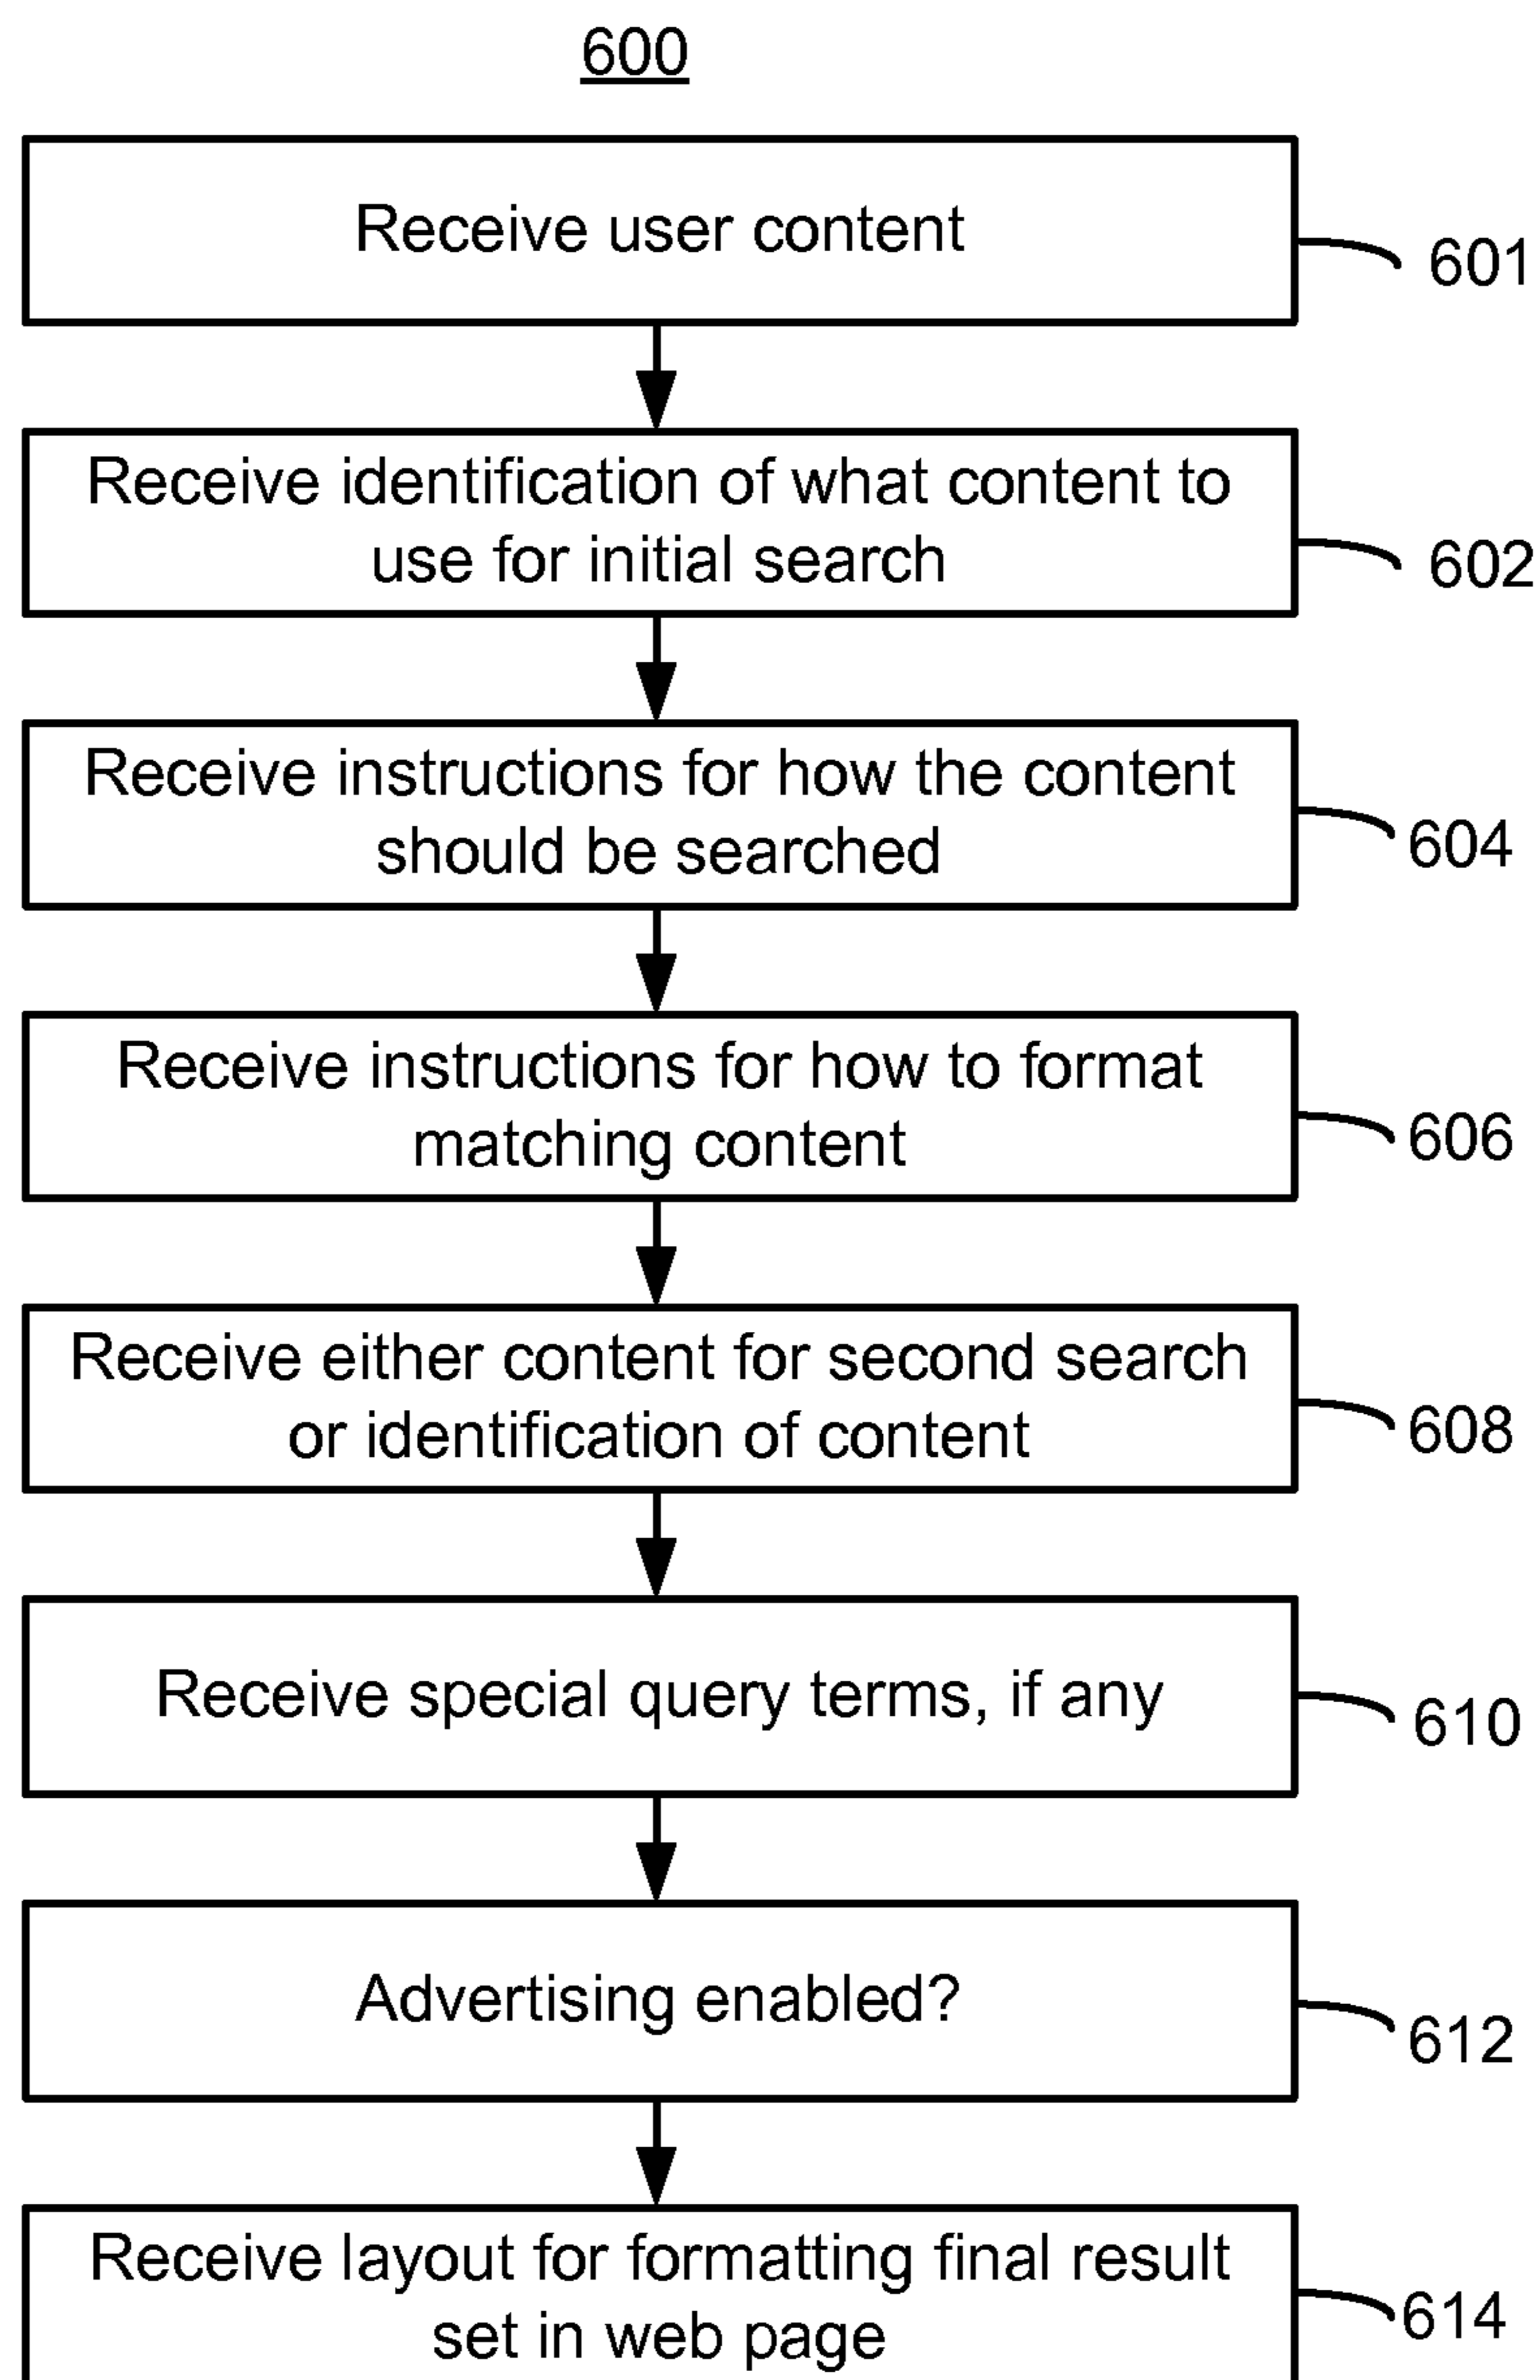 600
Receive user content
601
Receive identification of what content to
use for initial search
602
Receive instructions for how the content
should be searched
604
Receive instructions for how to format
matching content
606
Receive either content for second search
or identification of content
608
Receive special query terms, if any
610
Advertising enabled?
612
Receive layout for formatting final result
set in web page
614